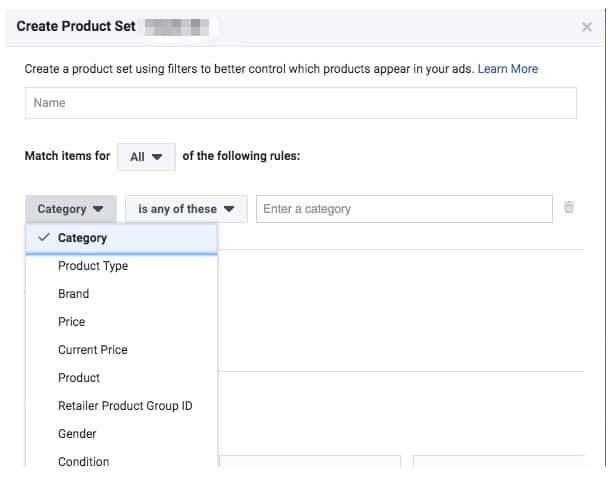 Create Product Set
Create a product set using filters to better control which products appear in your ads. Learn More
Name
Match items for All of the following rules:
Category is any of these Enter a category
Category
Product Type
Brand
Price
Current Price
Product
Retailer Product Group ID
Gender
Condition